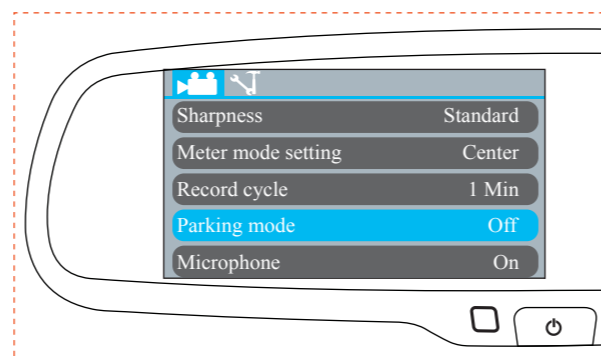 Sharpness Standard
Meter mode setting Center
Record cycle 1 Min
Parking mode Off
Microphone On